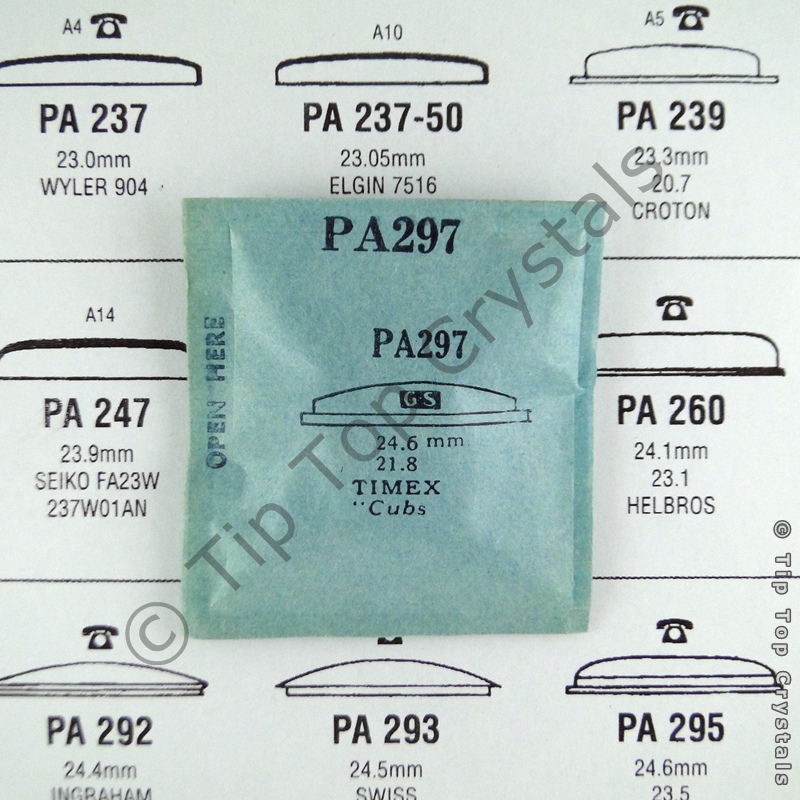 A4
PA 237
23.0mm
WYLER 904
A10
PA 237-50
23.05mm
ELGIN 7516
A5
PA 239
23.3mm
20.7
CROTON
A14
PA 247
23.9mm
SEIKO FA23W
237W01AN
OPEN HERE
PA297
PA297
G·S
24.6 mm
21.8
TIMEX
"Cubs
PA 260
24.1mm
23.1
HELBROS
PA 292
24.4mm
INGRAHAM
PA 293
24.5mm
SWISS
PA 295
24.6mm
23.5
© Tip Top Crystals
© Tip Top Crystals